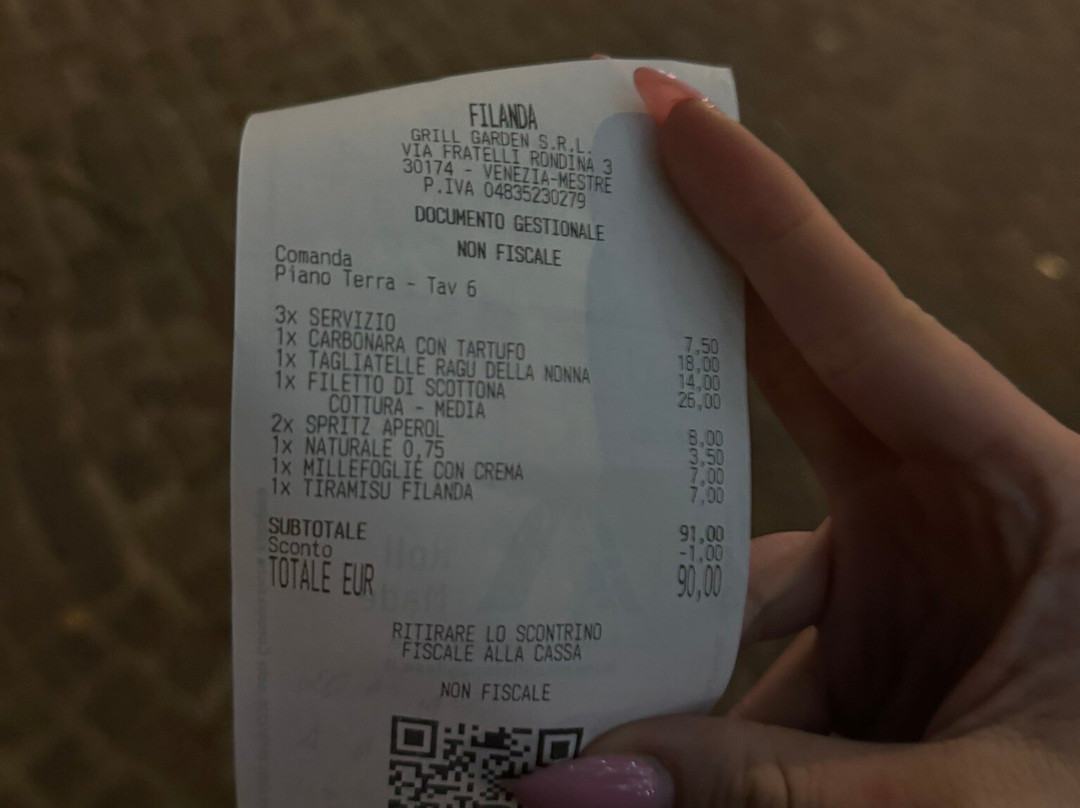 FILANDA
GRILL GARDEN S.R.L.
VIA FRATELLI RONDINA 3
30174 - VENEZIA-MESTRE
P.IVA 04835230279
DOCUMENTO GESTIONALE
NON FISCALE
Comanda
Piano Terra - Tav 6
3x SERVIZIO 7,50
1x CARBONARA CON TARTUFO 18,00
1x TAGLIATELLE RAGU DELLA NONNA 14,00
1x FILETTO DI SCOTTONA 26,00
COTTURA - MEDIA
2x SPRITZ APEROL 8,00
1x NATURALE 0,75 3,50
1x MILLEFOGLIE CON CREMA 7,00
1x TIRAMISU FILANDA 7,00
SUBTOTALE 91,00
Sconto -1,00
TOTALE EUR 90,00
RITIRARE LO SCONTRINO
FISCALE ALLA CASSA
NON FISCALE